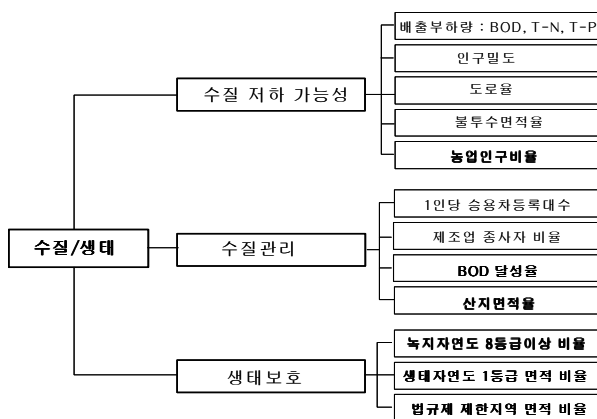 수질/생태
수질 저하 가능성
배출부하량 : BOD, T-N, T-P
인구밀도
도로율
불투수면적율
농업인구비율
수질관리
1인당 승용차등록대수
제조업 종사자 비율
BOD 달성율
산지면적율
생태보호
녹지자연도 8등급이상 비율
생태자연도 1등급 면적 비율
법규제 제한지역 면적 비율